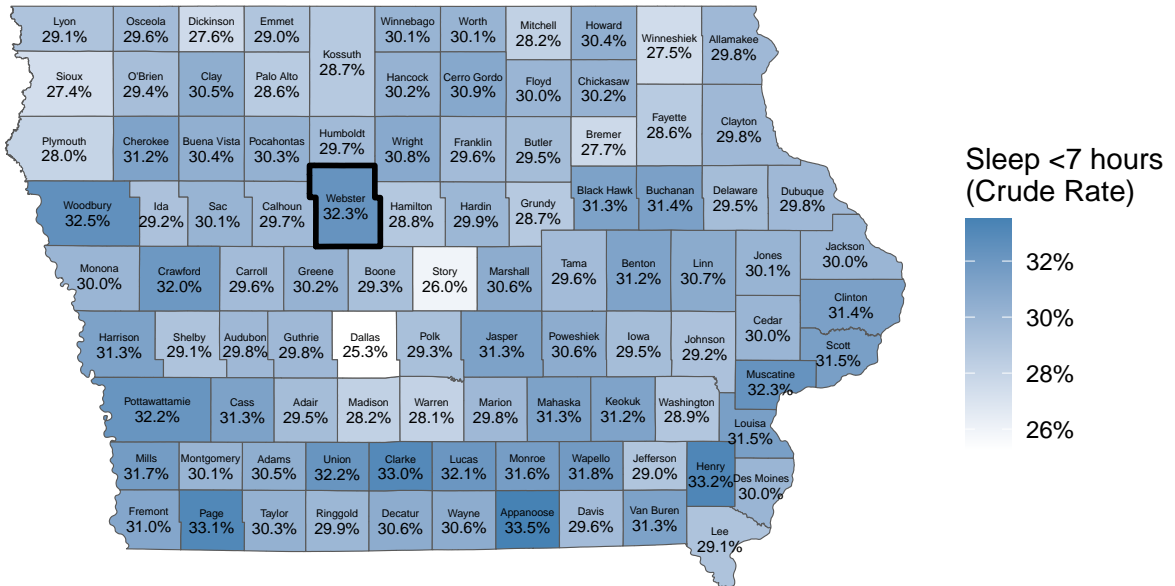 Lyon
29.1%
Osceola
29.6%
Dickinson
27.6%
Emmet
29.0%
Kossuth
28.7%
Winnebago
30.1%
Worth
30.1%
Mitchell
28.2%
Howard
30.4%
Winneshiek
27.5%
Allamakee
29.8%
Sioux
27.4%
O'Brien
29.4%
Clay
30.5%
Palo Alto
28.6%
Hancock
30.2%
Cerro Gordo
30.9%
Floyd
30.0%
Chickasaw
30.2%
Fayette
28.6%
Clayton
29.8%
Plymouth
28.0%
Cherokee
31.2%
Buena Vista
30.4%
Pocahontas
30.3%
Humboldt
29.7%
Wright
30.8%
Franklin
29.6%
Butler
29.5%
Bremer
27.7%
Woodbury
32.5%
Ida
29.2%
Sac
30.1%
Calhoun
29.7%
Webster
32.3%
Hamilton
28.8%
Hardin
29.9%
Grundy
28.7%
Black Hawk
31.3%
Buchanan
31.4%
Delaware
29.5%
Dubuque
29.8%
Monona
30.0%
Crawford
32.0%
Carroll
29.6%
Greene
30.2%
Boone
29.3%
Story
26.0%
Marshall
30.6%
Tama
29.6%
Benton
31.2%
Linn
30.7%
Jones
30.1%
Jackson
30.0%
Clinton
31.4%
Harrison
31.3%
Shelby
29.1%
Audubon
29.8%
Guthrie
29.8%
Dallas
25.3%
Polk
29.3%
Jasper
31.3%
Poweshiek
30.6%
Iowa
29.5%
Johnson
29.2%
Cedar
30.0%
Scott
31.5%
Muscatine
32.3%
Pottawattamie
32.2%
Cass
31.3%
Adair
29.5%
Madison
28.2%
Warren
28.1%
Marion
29.8%
Mahaska
31.3%
Keokuk
31.2%
Washington
28.9%
Louisa
31.5%
Mills
31.7%
Montgomery
30.1%
Adams
30.5%
Union
32.2%
Clarke
33.0%
Lucas
32.1%
Monroe
31.6%
Wapello
31.8%
Jefferson
29.0%
Henry
33.2%
Des Moines
30.0%
Fremont
31.0%
Page
33.1%
Taylor
30.3%
Ringgold
29.9%
Decatur
30.6%
Wayne
30.6%
Appanoose
33.5%
Davis
29.6%
Van Buren
31.3%
Lee
29.1%
Sleep <7 hours
(Crude Rate)
32%
30%
28%
26%